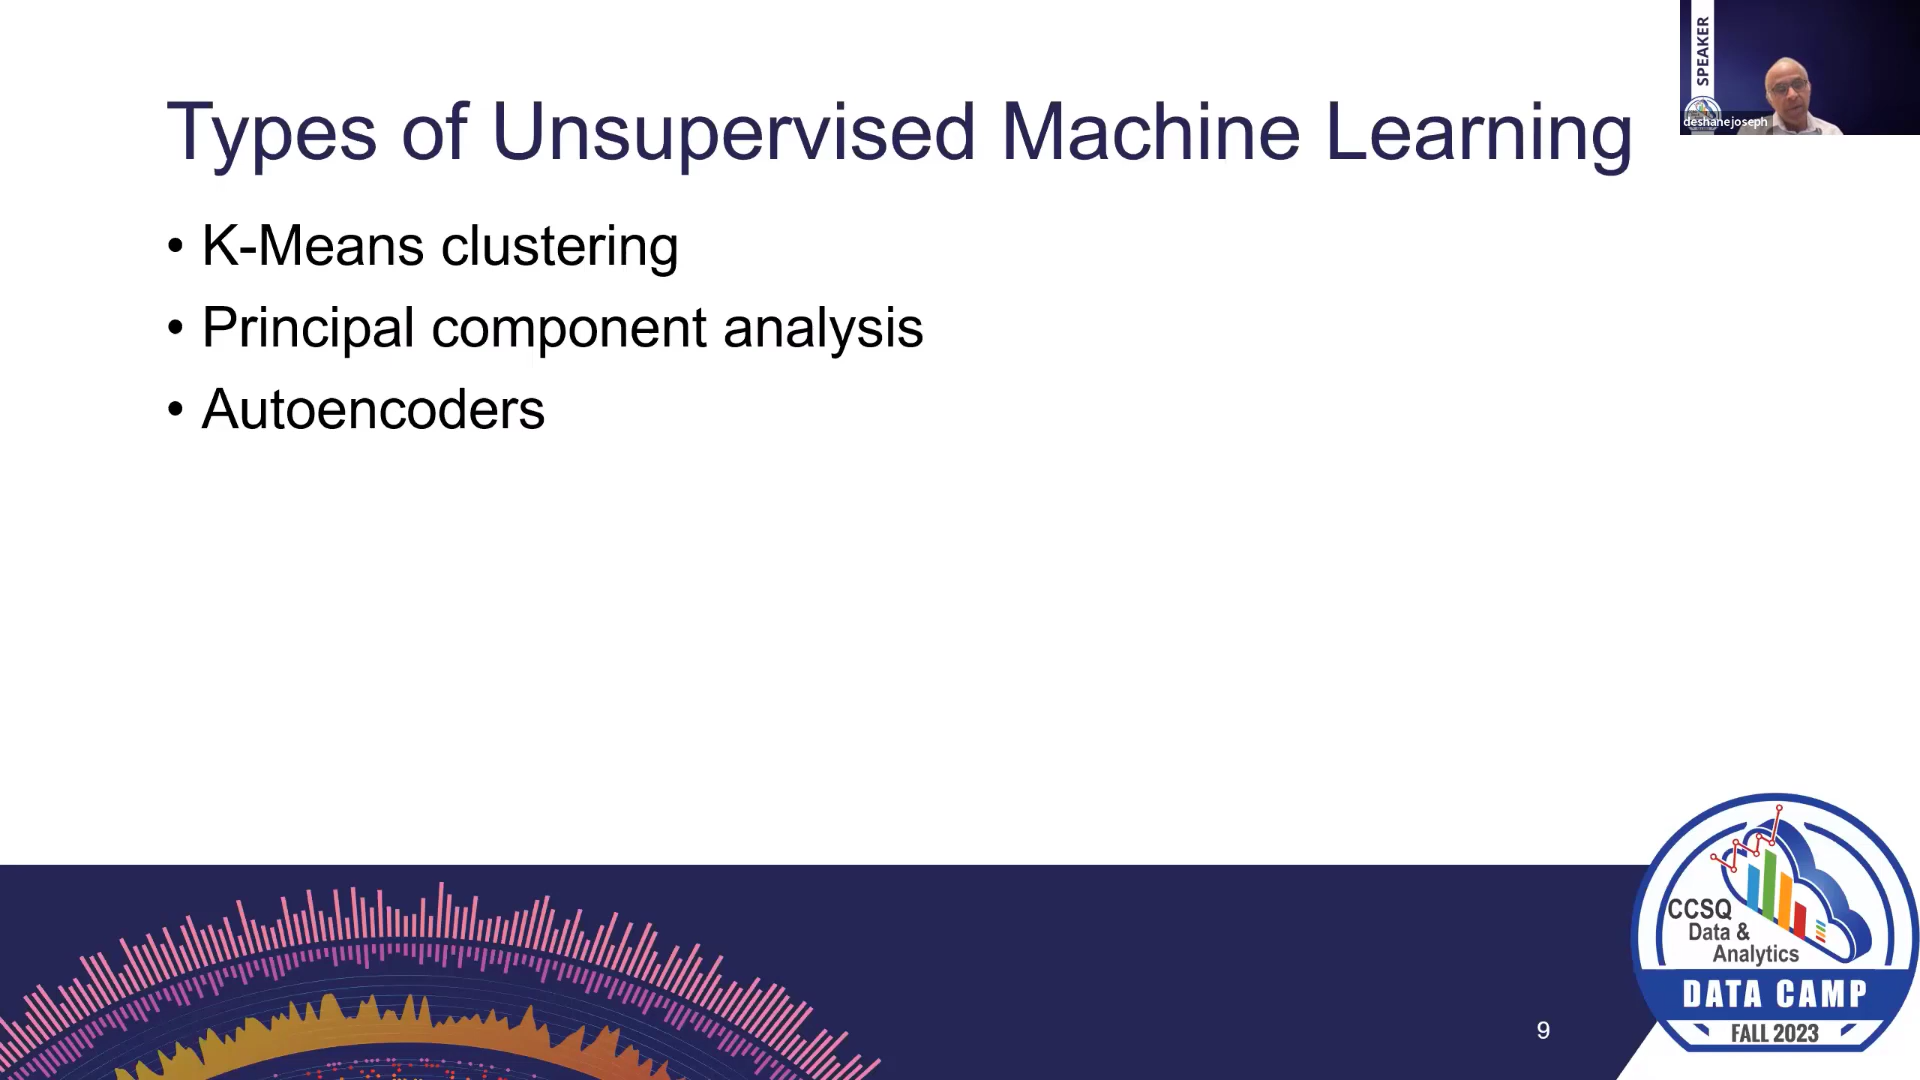 Types of Unsupervised Machine Learning
• K-Means clustering
• Principal component analysis
• Autoencoders
SPEAKER
deshanejoseph
CCSQ
Data &
Analytics
DATA CAMP
FALL 2023
9